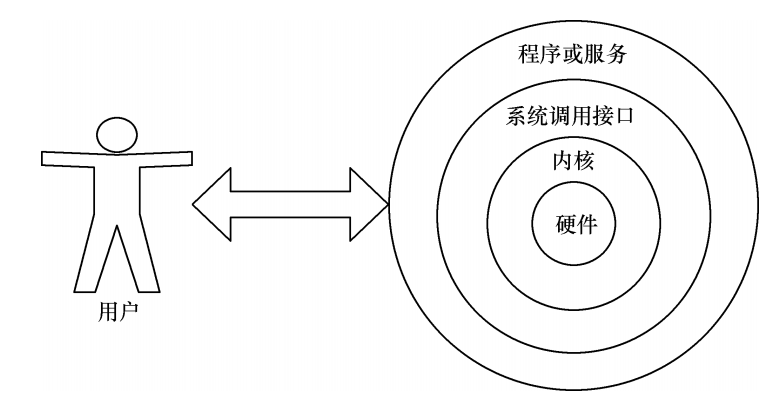 程序或服务
系统调用接口
内核
硬件
用户